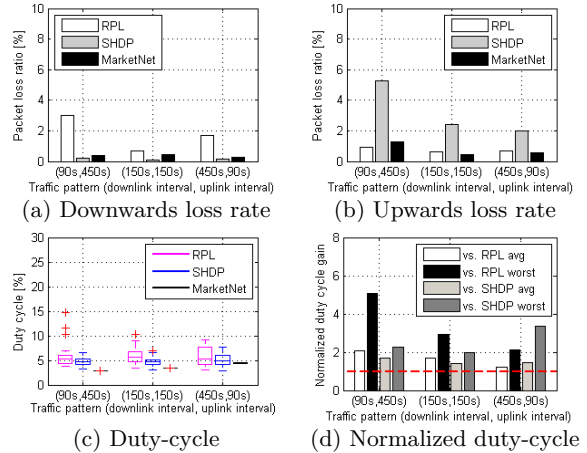 10
8
6
4
2
0
Packet loss ratio [%]
RPL
SHDP
MarketNet
(90s,450s) (150s,150s) (450s,90s)
Traffic pattern (downlink interval, uplink interval)
(a) Downwards loss rate
10
8
6
4
2
0
Packet loss ratio [%]
RPL
SHDP
MarketNet
(90s,450s) (150s,150s) (450s,90s)
Traffic pattern (downlink interval, uplink interval)
(b) Upwards loss rate
30
25
20
15
10
5
0
Duty cycle [%]
RPL
SHDP
MarketNet
(90s,450s) (150s,150s) (450s,90s)
Traffic pattern (downlink interval, uplink interval)
(c) Duty-cycle
8
6
4
2
0
Normalized duty cycle gain
vs. RPL avg
vs. RPL worst
vs. SHDP avg
vs. SHDP worst
(90s,450s) (150s,150s) (450s,90s)
Traffic pattern (downlink interval, uplink interval)
(d) Normalized duty-cycle